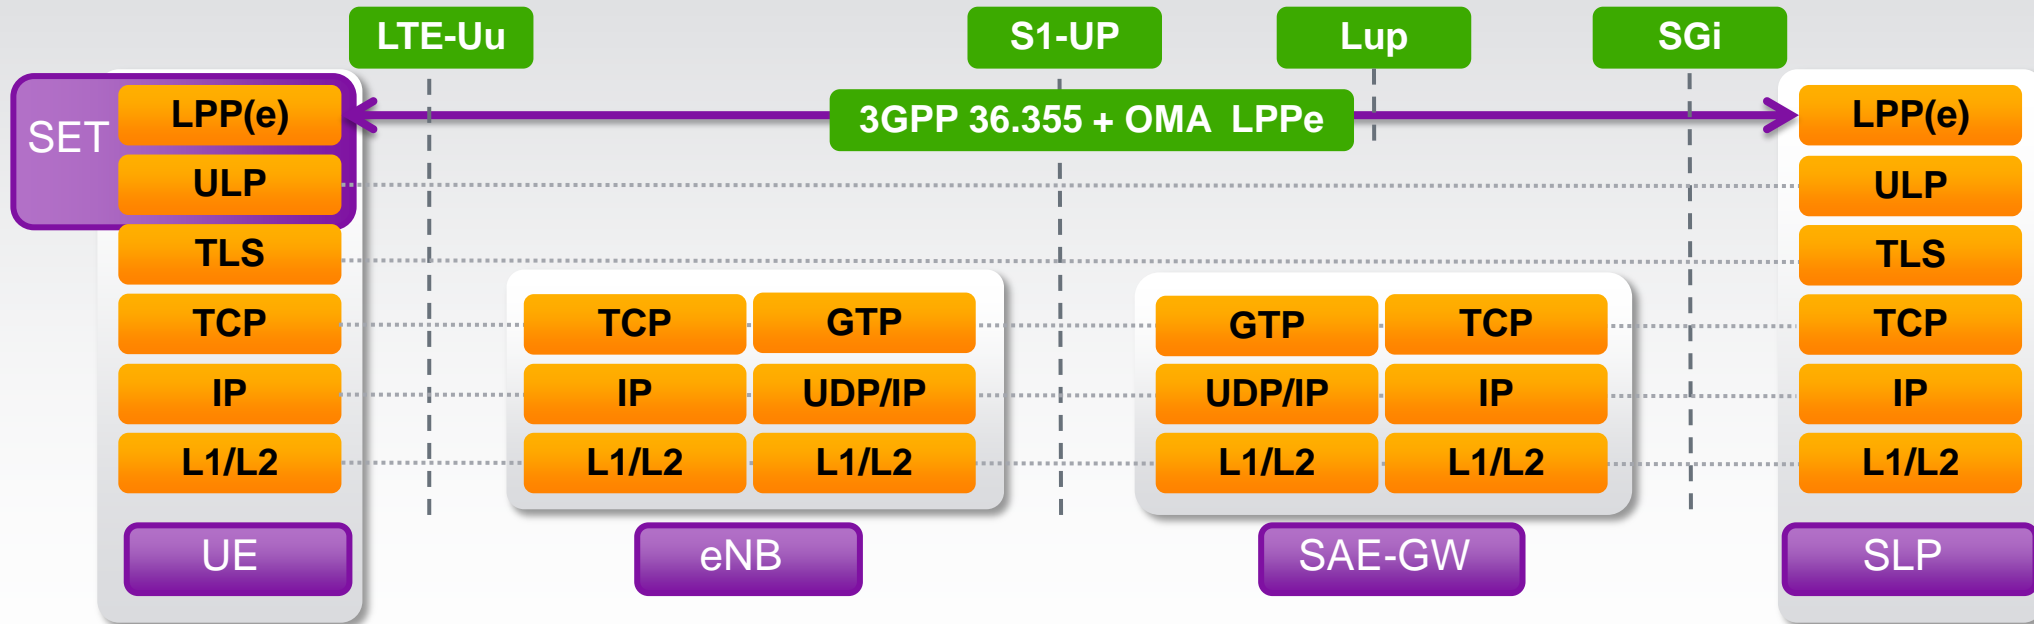 LTE-Uu
S1-UP
Lup
SGi
SET
LPP(e)
3GPP 36.355 + OMA LPPe
LPP(e)
ULP
ULP
TLS
TLS
TCP
TCP
GTP
GTP
TCP
TCP
IP
IP
UDP/IP
UDP/IP
IP
IP
L1/L2
L1/L2
L1/L2
L1/L2
L1/L2
L1/L2
UE
eNB
SAE-GW
SLP